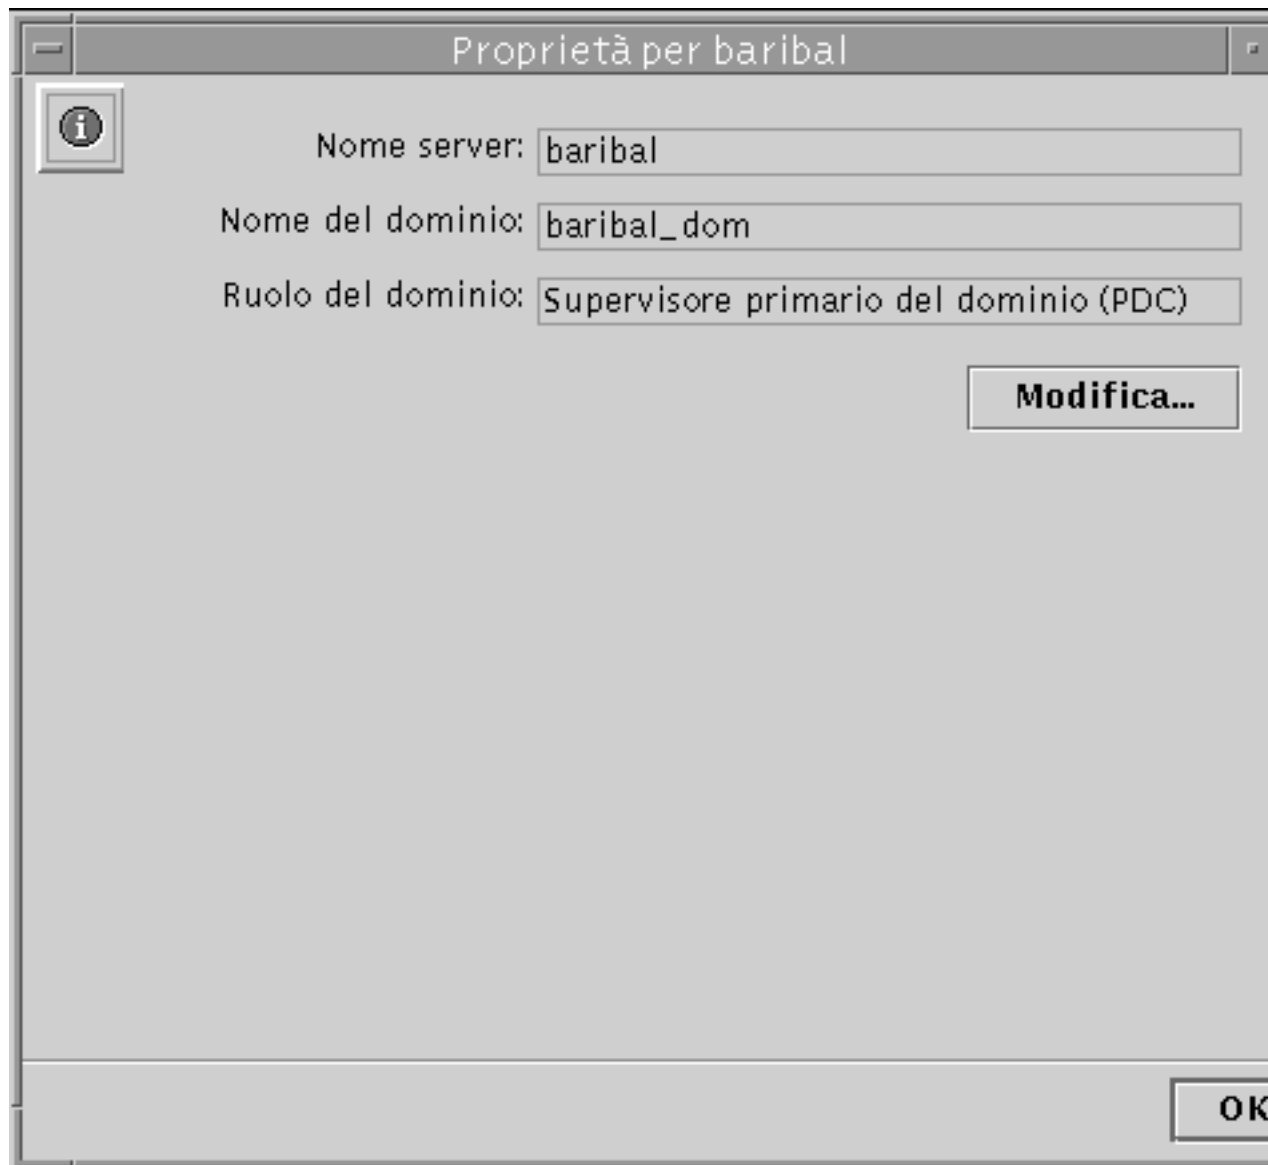 Proprietà per baribal
Nome server: baribal
Nome del dominio: baribal_dom
Ruolo del dominio: Supervisore primario del dominio (PDC)
Modifica...
OK